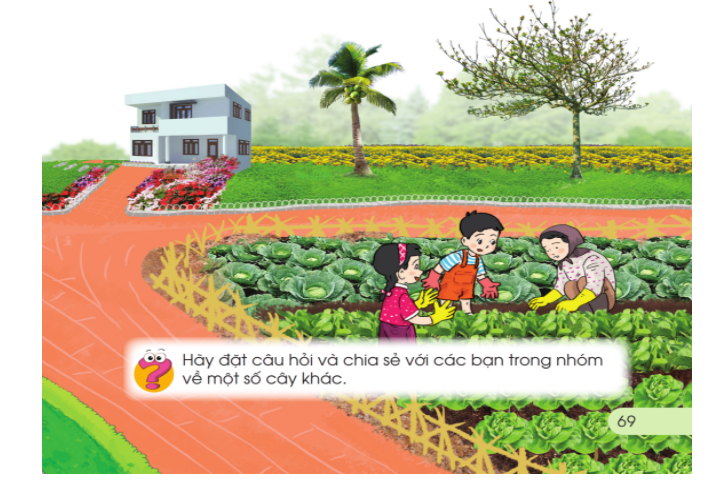 Hãy đặt câu hỏi và chia sẻ với các bạn trong nhóm
về một số cây khác.
69